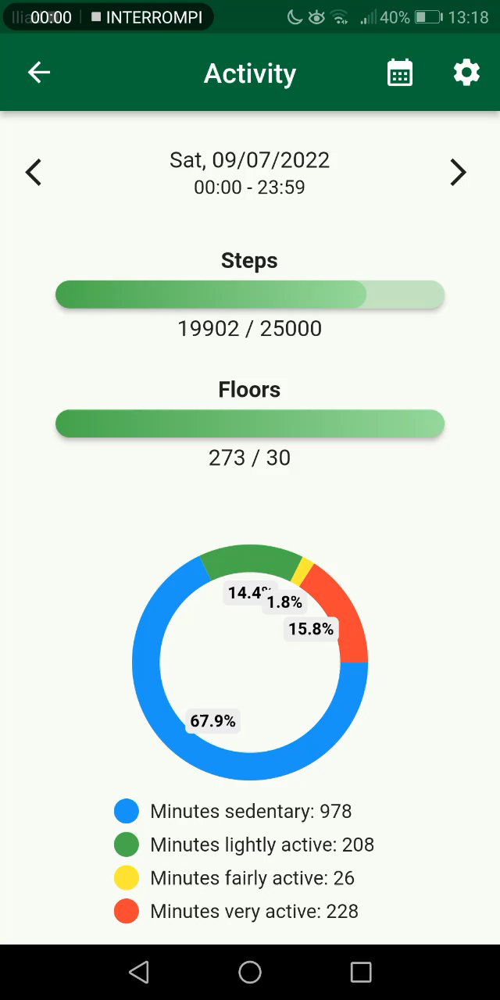 00:00 INTERROMPI 40% 13:18
Activity
Sat, 09/07/2022
00:00 - 23:59
Steps
19902 / 25000
Floors
273 / 30
14.4%
1.8%
15.8%
67.9%
Minutes sedentary: 978
Minutes lightly active: 208
Minutes fairly active: 26
Minutes very active: 228